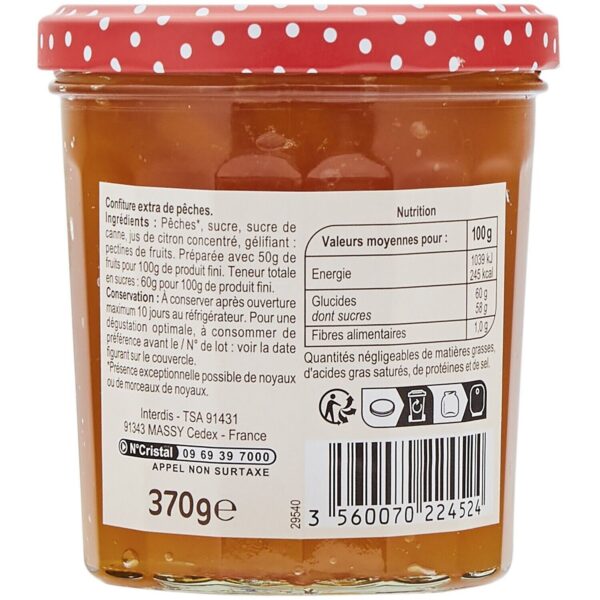 Confiture extra de pêches.
Ingrédients : Pêches*, sucre, sucre de
canne, jus de citron concentré, gélifiant :
pectines de fruits. Préparée avec 50g de
fruits pour 100g de produit fini. Teneur totale
en sucres : 60g pour 100g de produit fini.
Conservation : À conserver après ouverture
maximum 10 jours au réfrigérateur. Pour une
dégustation optimale, à consommer de
préférence avant le / N° de lot : voir la date
figurant sur le couvercle.
*Présence exceptionnelle possible de noyaux
ou de morceaux de noyaux.
Interdis - TSA 91431
91343 MASSY Cedex - France
N°Cristal 09 69 39 7000
APPEL NON SURTAXE
370g℮
Nutrition
Valeurs moyennes pour : 100g
Energie 1039 kJ
245 kcal
Glucides 60 g
dont sucres 58 g
Fibres alimentaires 1,0 g
Quantités négligeables de matières grasses,
d'acides gras saturés, de protéines et de sel.
29540
3 560070 224524